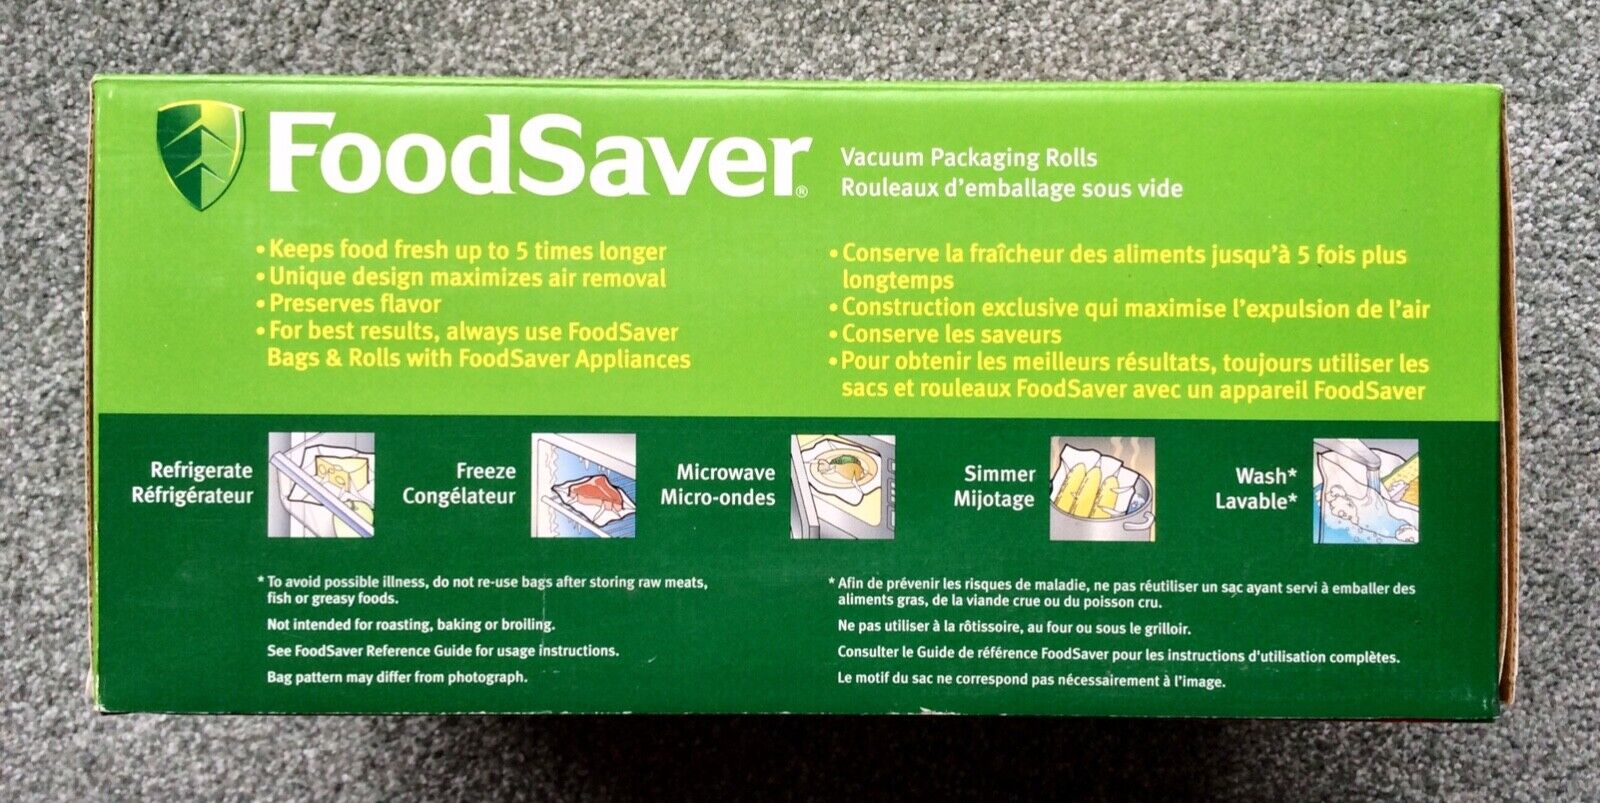 FoodSaver®
Vacuum Packaging Rolls
Rouleaux d'emballage sous vide
• Keeps food fresh up to 5 times longer
• Unique design maximizes air removal
• Preserves flavor
• For best results, always use FoodSaver
Bags & Rolls with FoodSaver Appliances
• Conserve la fraîcheur des aliments jusqu'à 5 fois plus
longtemps
• Construction exclusive qui maximise l'expulsion de l'air
• Conserve les saveurs
• Pour obtenir les meilleurs résultats, toujours utiliser les
sacs et rouleaux FoodSaver avec un appareil FoodSaver
Refrigerate
Réfrigérateur
Freeze
Congélateur
Microwave
Micro-ondes
Simmer
Mijotage
Wash*
Lavable*
* To avoid possible illness, do not re-use bags after storing raw meats,
fish or greasy foods.
Not intended for roasting, baking or broiling.
See FoodSaver Reference Guide for usage instructions.
Bag pattern may differ from photograph.
* Afin de prévenir les risques de maladie, ne pas réutiliser un sac ayant servi à emballer des
aliments gras, de la viande crue ou du poisson cru.
Ne pas utiliser à la rôtissoire, au four ou sous le grilloir.
Consulter le Guide de référence FoodSaver pour les instructions d'utilisation complètes.
Le motif du sac ne correspond pas nécessairement à l'image.